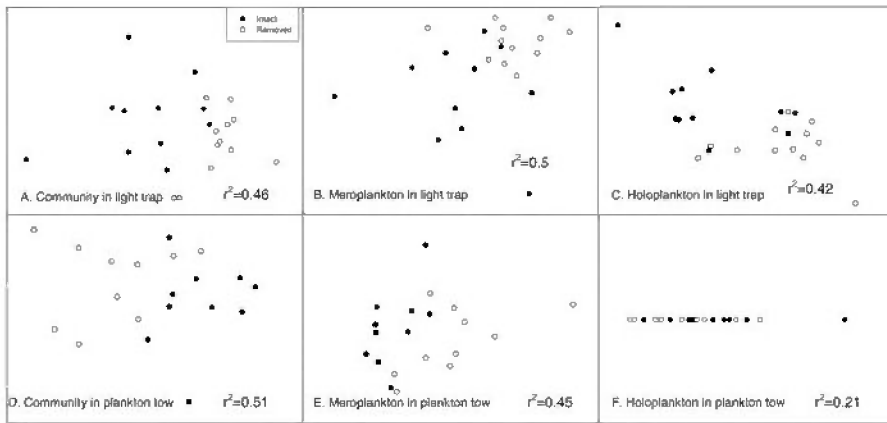 Intact
Removed
A. Community in light trap
r²=0.46
B. Meroplankton in light trap
r²=0.5
C. Holoplankton in light trap
r²=0.42
D. Community in plankton tow
r²=0.51
E. Meroplankton in plankton tow
r²=0.45
F. Holoplankton in plankton tow
r²=0.21